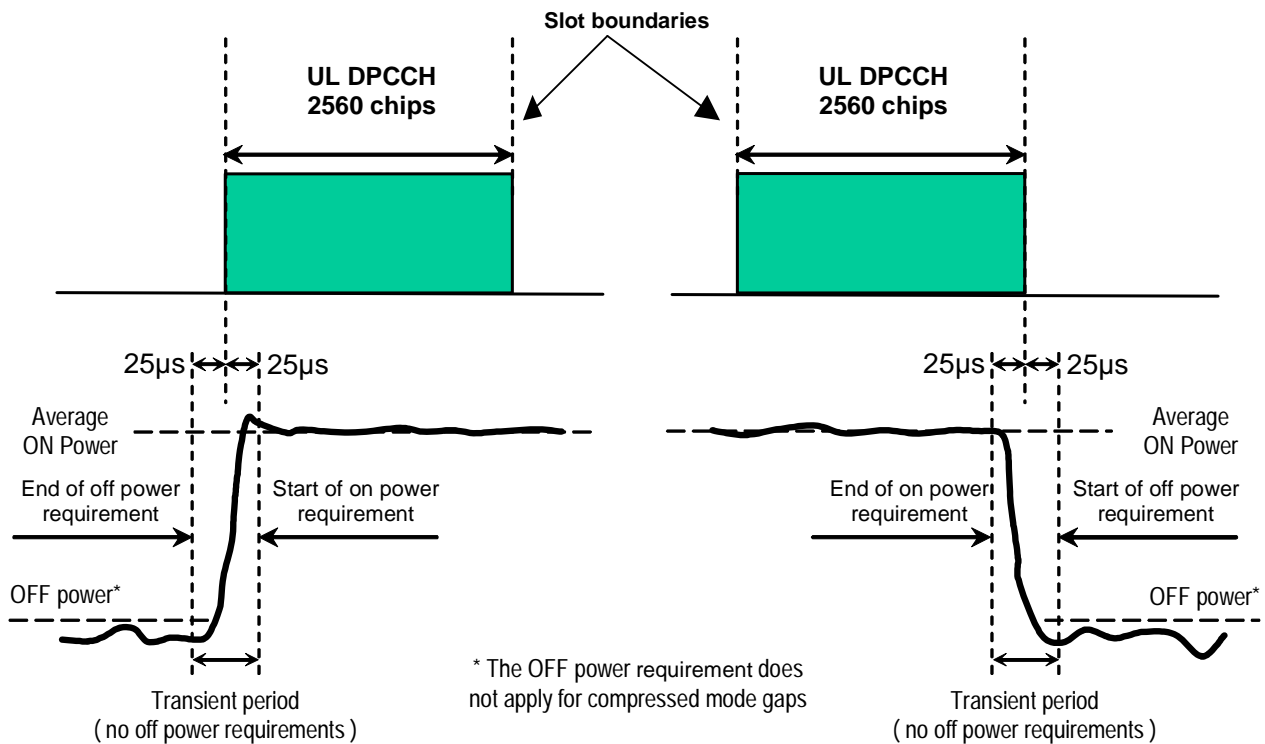 Slot boundaries
UL DPCCH
2560 chips
UL DPCCH
2560 chips
25µs
25µs
25µs
25µs
Average
ON Power
Average
ON Power
End of off power
requirement
Start of on power
requirement
End of on power
requirement
Start of off power
requirement
OFF power*
OFF power*
* The OFF power requirement does
not apply for compressed mode gaps
Transient period
( no off power requirements )
Transient period
( no off power requirements )